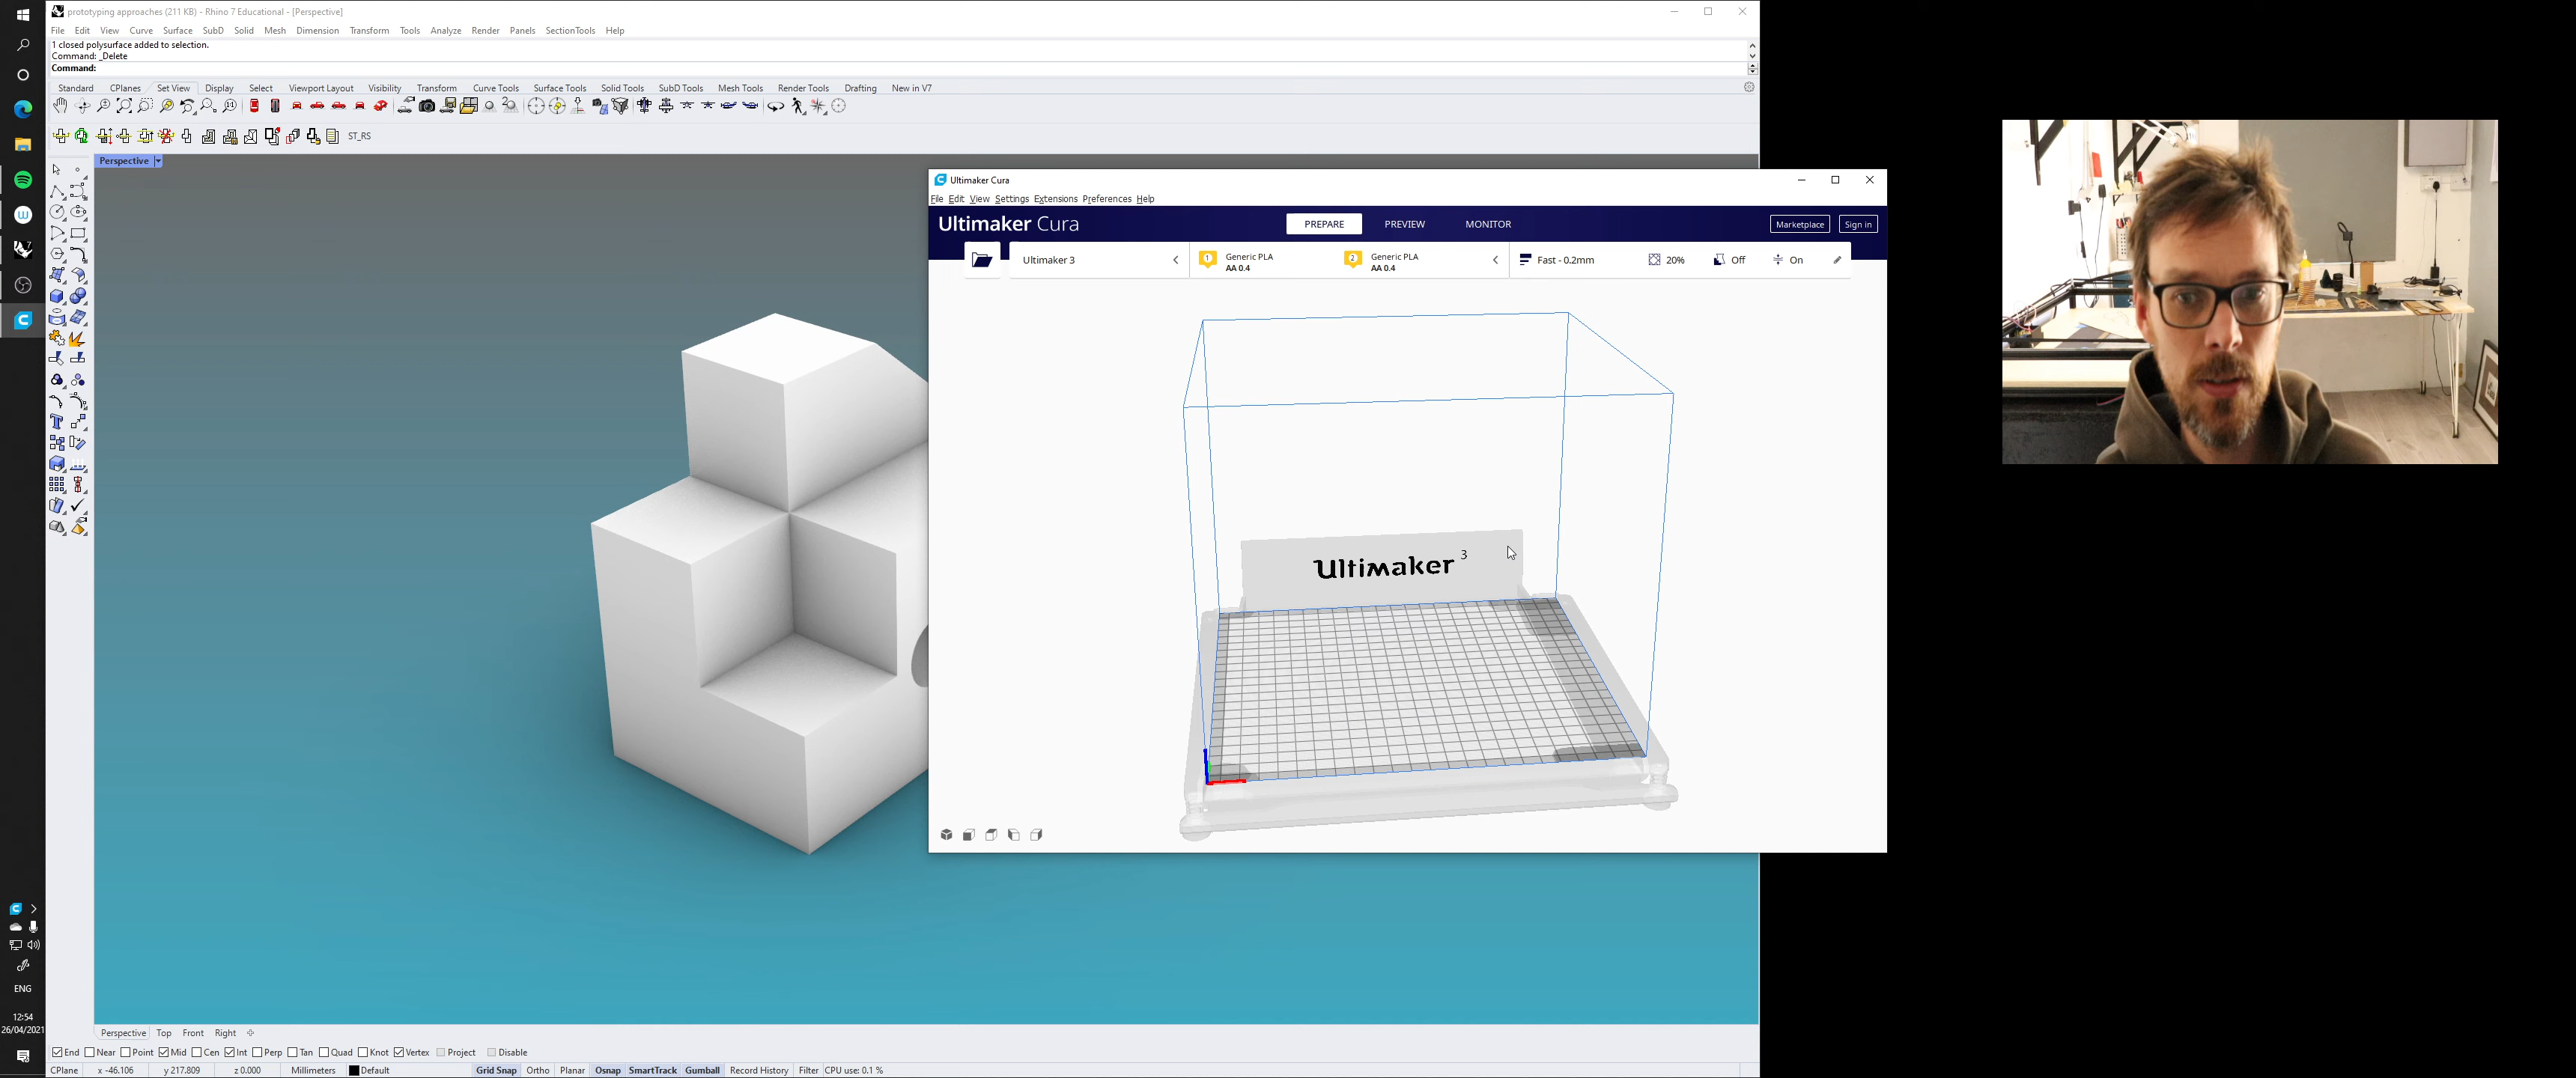 prototyping approaches (211 KB) - Rhino 7 Educational - [Perspective]
File Edit View Curve Surface SubD Solid Mesh Dimension Transform Tools Analyze Render Panels SectionTools Help
1 closed polysurface added to selection.
Command: _Delete
Command:
Standard CPlanes Set View Display Select Viewport Layout Visibility Transform Curve Tools Surface Tools Solid Tools SubD Tools Mesh Tools Render Tools Drafting New in V7
ST_RS
Perspective
Ultimaker Cura
File Edit View Settings Extensions Preferences Help
Ultimaker Cura PREPARE PREVIEW MONITOR Marketplace Sign in
Ultimaker 3
1 Generic PLA
AA 0.4
2 Generic PLA
AA 0.4
Fast - 0.2mm 20% Off On
Ultimaker 3
ENG
12:54
26/04/2021
Perspective Top Front Right
End Near Point Mid Cen Int Perp Tan Quad Knot Vertex Project Disable
CPlane x -46.106 y 217.809 z 0.000 Millimeters Default Grid Snap Ortho Planar Osnap SmartTrack Gumball Record History Filter CPU use: 0.1 %